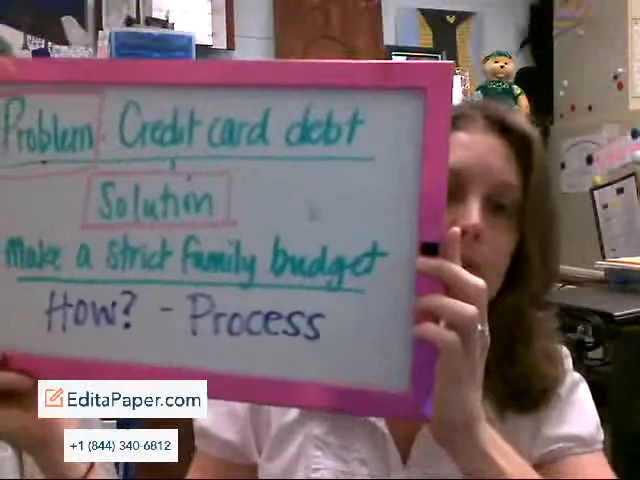 Problem: Credit card debt
Solution
Make a strict family budget
How? - Process
EditaPaper.com
+1 (844) 340-6812